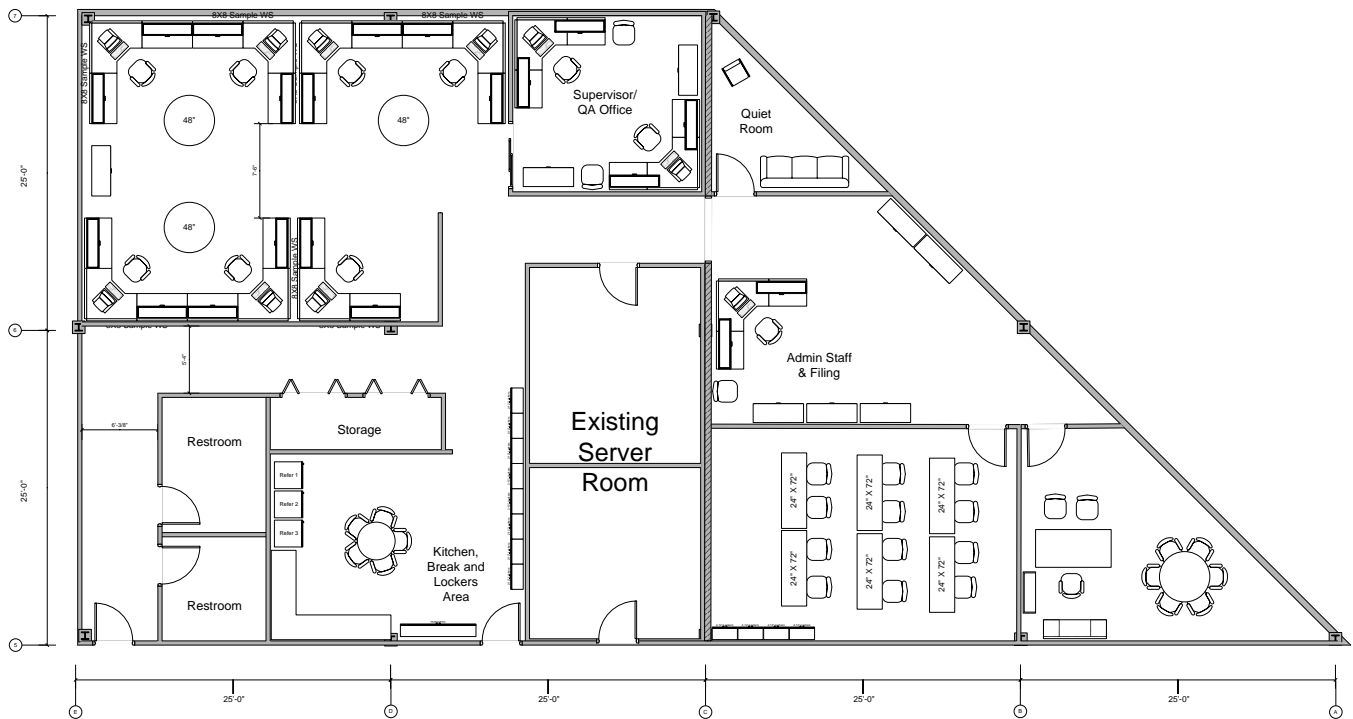 7
8X8 Sample WS
8X8 Sample WS
8X8 Sample WS
48"
48"
Supervisor/
QA Office
Quiet
Room
25'-0"
7'-6"
48"
8X8 Sample WS
6
8X8 Sample WS
8X8 Sample WS
5'-4"
Admin Staff
& Filing
6'-3/8"
Restroom
Storage
Existing
Server
Room
Refer 1
Refer 2
Refer 3
25'-0"
24" X 72"
24" X 72"
24" X 72"
24" X 72"
24" X 72"
24" X 72"
Kitchen,
Break and
Lockers
Area
Restroom
5
25'-0"
25'-0"
25'-0"
25'-0"
E
D
C
B
A